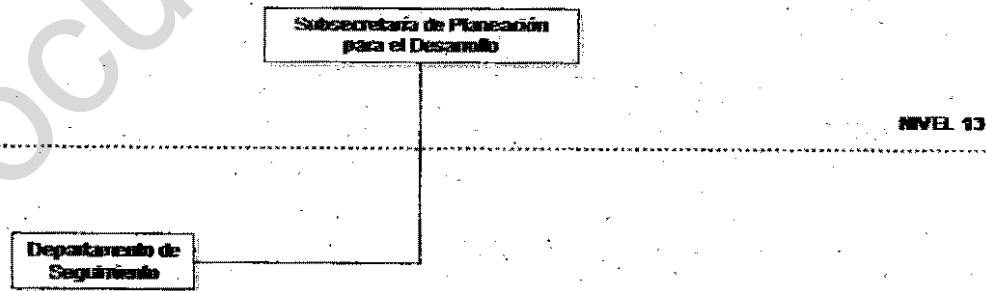 Subsecretaría de Planeación
para el Desarrollo
NIVEL 13
Departamento de
Seguimiento